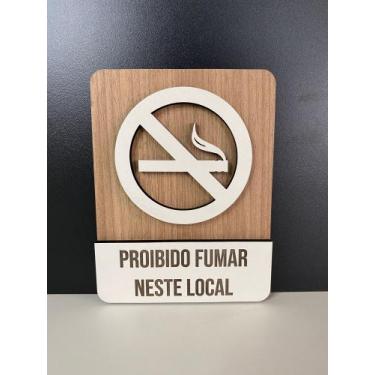 PROIBIDO FUMAR
NESTE LOCAL